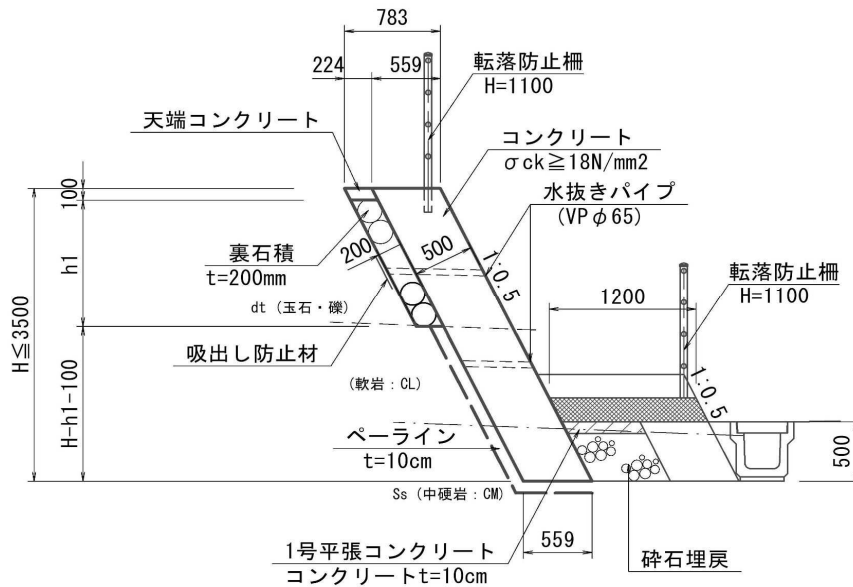 783
224
559
転落防止柵
H=1100
天端コンクリート
コンクリート
σck≧18N/mm2
100
水抜きパイプ
(VPφ65)
裏石積
t=200mm
200
500
1:0.5
h1
H≦3500
転落防止柵
H=1100
1200
dt（玉石・礫）
吸出し防止材
(軟岩：CL)
1:0.5
H-h1-100
ペーライン
t=10cm
500
Ss（中硬岩：CM)
559
1号平張コンクリート
コンクリートt=10cm
砕石埋戻